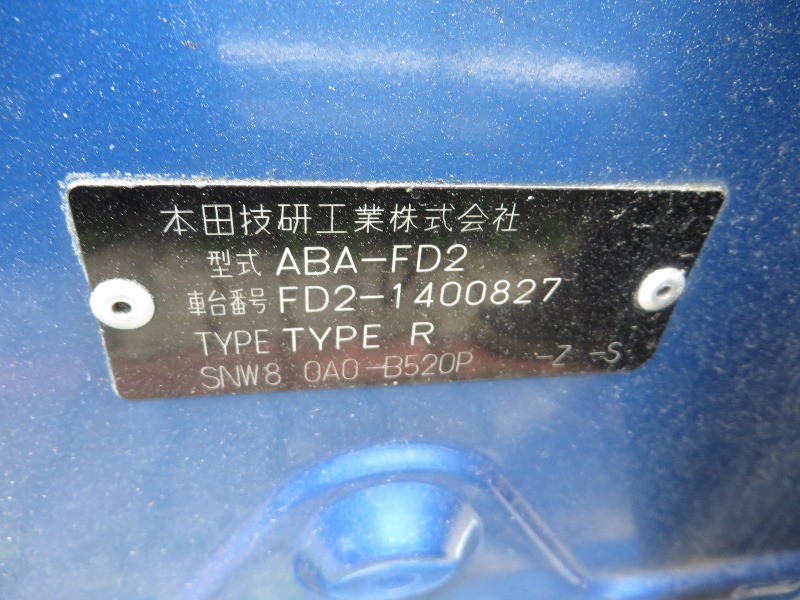 本田技研工業株式会社
型式 ABA-FD2
車台番号 FD2-1400827
TYPE TYPE R
SNW8 0A0-B520P -Z -S